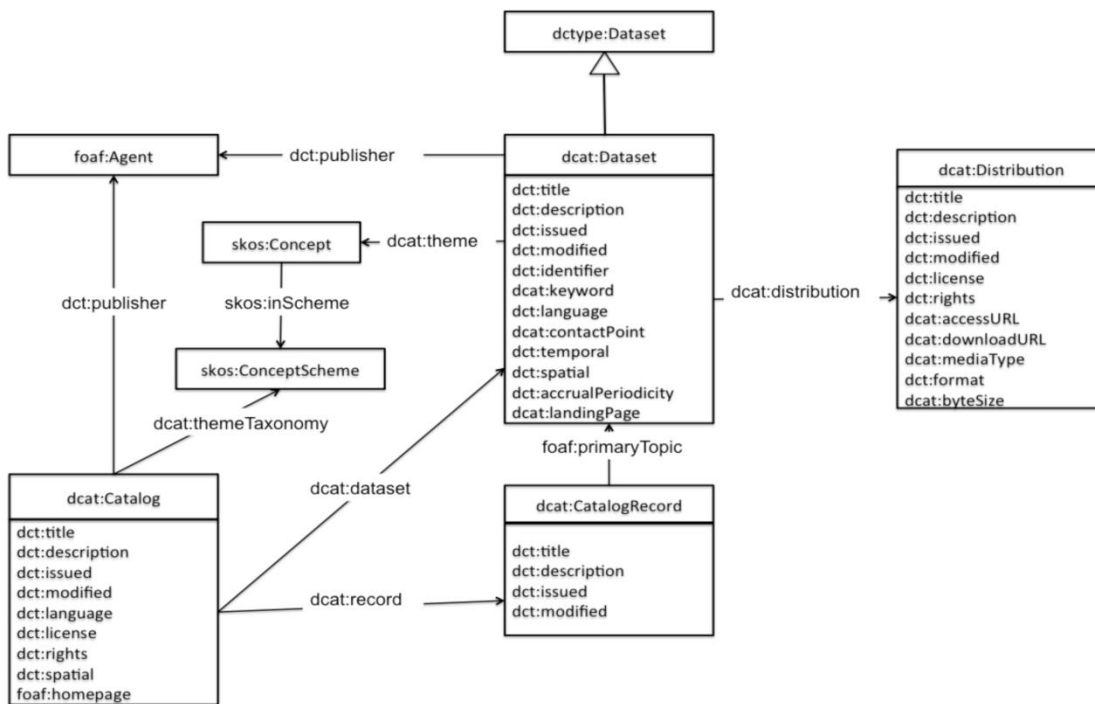 dctype:Dataset
foaf:Agent
dct:publisher
dcat:Dataset
dct:title
dct:description
dct:issued
dct:modified
dct:identifier
dcat:keyword
dct:language
dcat:contactPoint
dct:temporal
dct:spatial
dct:accrualPeriodicity
dcat:landingPage
dcat:Distribution
dct:title
dct:description
dct:issued
dct:modified
dct:license
dct:rights
dcat:accessURL
dcat:downloadURL
dcat:mediaType
dct:format
dcat:byteSize
skos:Concept
dcat:theme
dct:publisher
skos:inScheme
dcat:distribution
skos:ConceptScheme
dcat:themeTaxonomy
foaf:primaryTopic
dcat:Catalog
dct:title
dct:description
dct:issued
dct:modified
dct:language
dct:license
dct:rights
dct:spatial
foaf:homepage
dcat:dataset
dcat:record
dcat:CatalogRecord
dct:title
dct:description
dct:issued
dct:modified